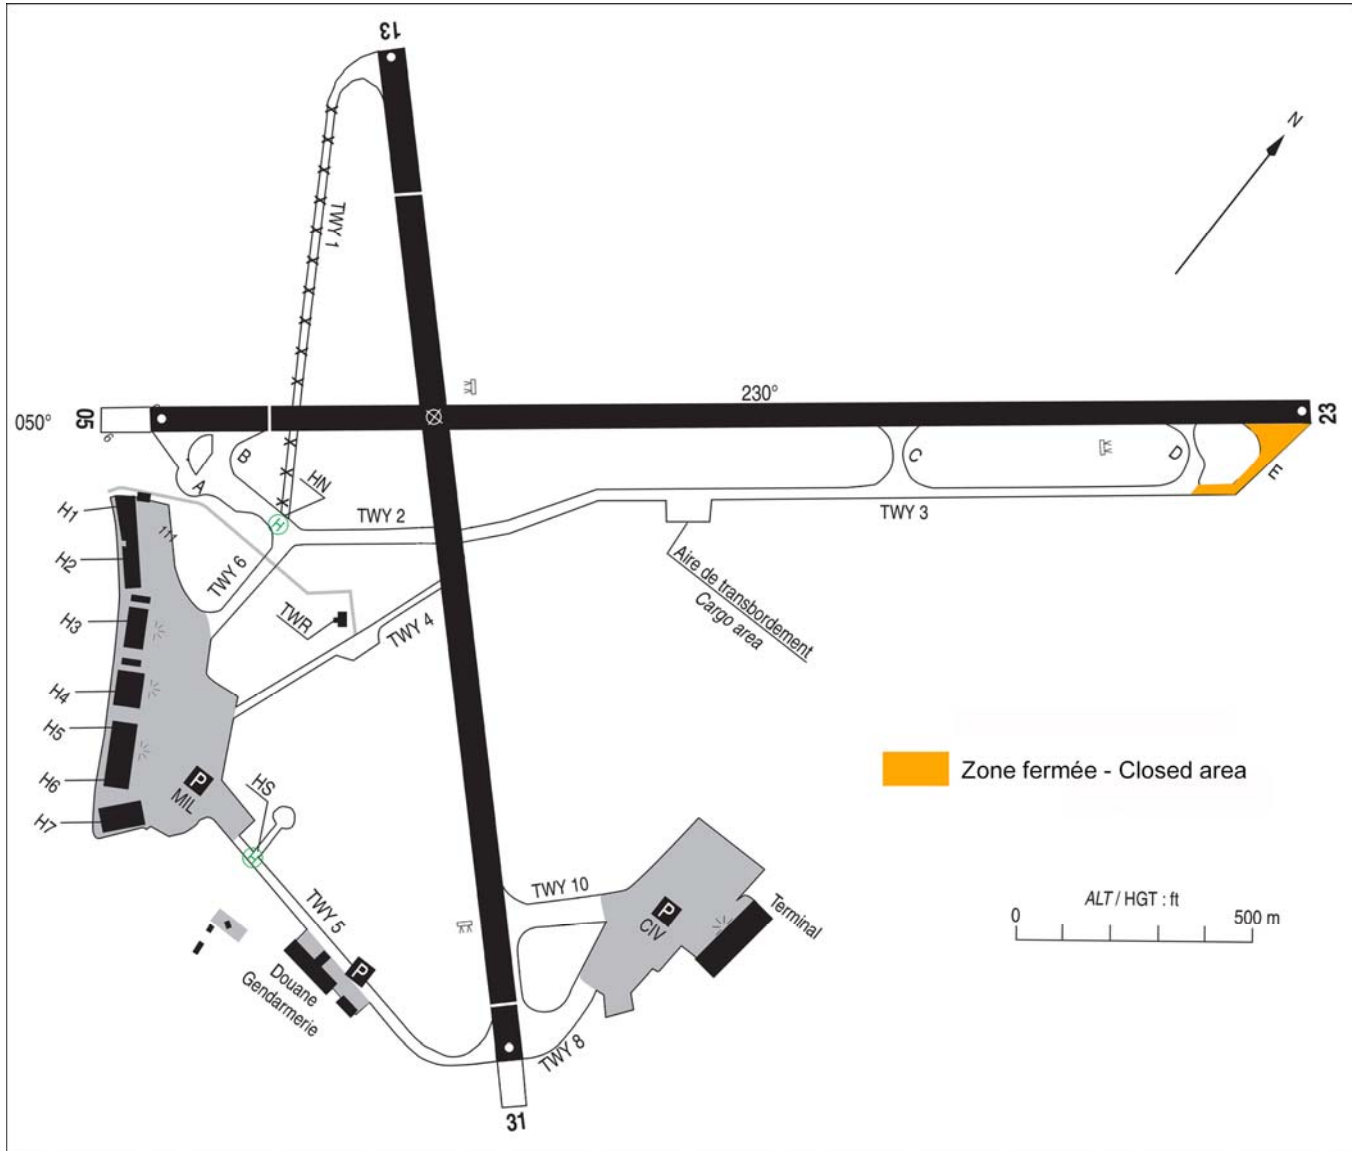 13
N
TWY 1
230°
050°
05
23
6
A
B
C
D
E
HN
H
TWY 2
TWY 3
H1
H2
111
TWY 6
Aire de transbordement
Cargo area
TWR
TWY 4
H3
H4
H5
H6
H7
P
MIL
HS
H
Zone fermée - Closed area
TWY 5
TWY 10
P
CIV
Terminal
ALT / HGT : ft
0
500 m
P
Douane
Gendarmerie
TWY 8
31